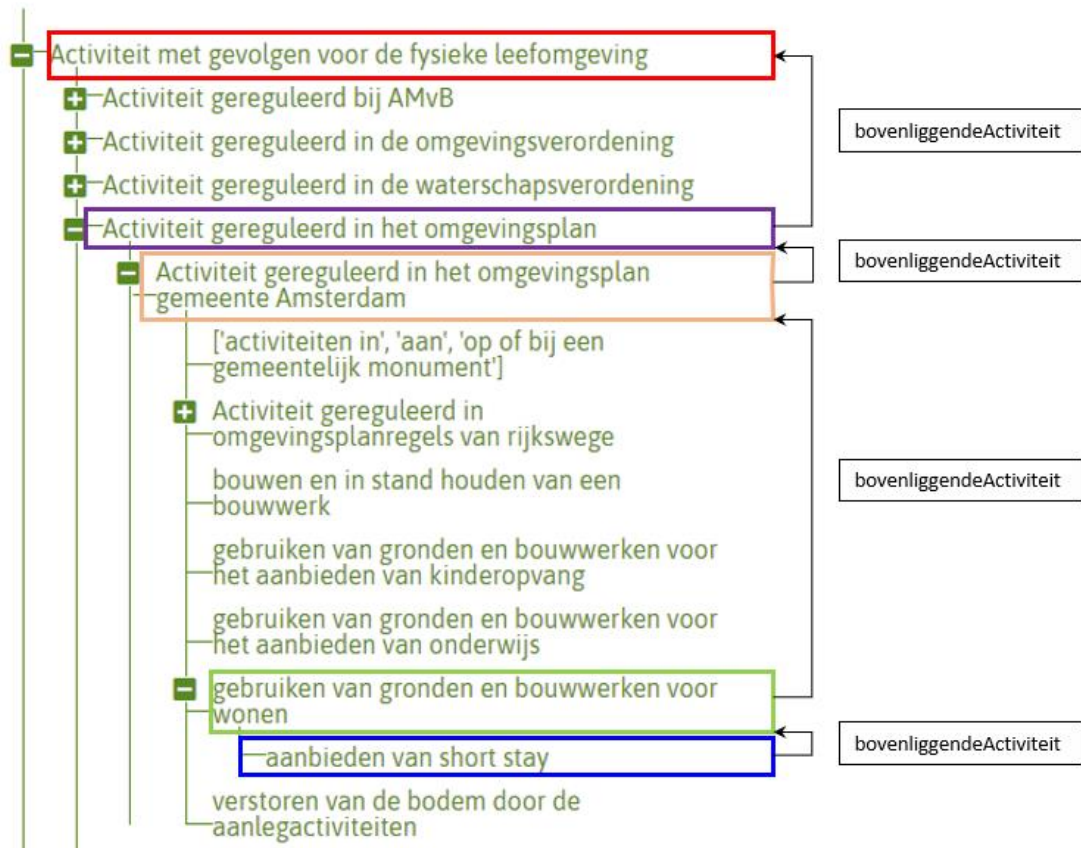 Activiteit met gevolgen voor de fysieke leefomgeving
Activiteit gereguleerd bij AMvB
bovenliggendeActiviteit
Activiteit gereguleerd in de omgevingsverordening
Activiteit gereguleerd in de waterschapsverordening
Activiteit gereguleerd in het omgevingsplan
bovenliggendeActiviteit
Activiteit gereguleerd in het omgevingsplan
gemeente Amsterdam
['activiteiten in', 'aan', 'op of bij een
gemeentelijk monument']
Activiteit gereguleerd in
omgevingsplanregels van rijkswege
bovenliggendeActiviteit
bouwen en in stand houden van een
bouwwerk
gebruiken van gronden en bouwwerken voor
het aanbieden van kinderopvang
gebruiken van gronden en bouwwerken voor
het aanbieden van onderwijs
gebruiken van gronden en bouwwerken voor
wonen
bovenliggendeActiviteit
aanbieden van short stay
verstoren van de bodem door de
aanlegactiviteiten